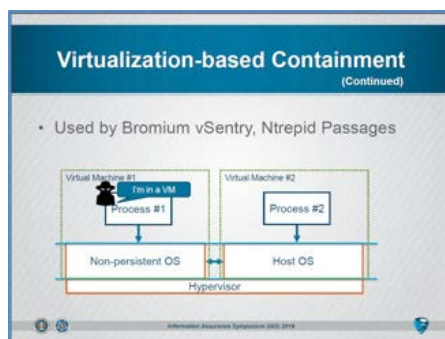 Virtualization-based Containment
(Continued)
• Used by Bromium vSentry, Ntrepid Passages
Virtual Machine #1
Virtual Machine #2
I'm in a VM
Process #1
Process #2
Non-persistent OS
Host OS
Hypervisor
Information Assurance Symposium (IAS) 2016